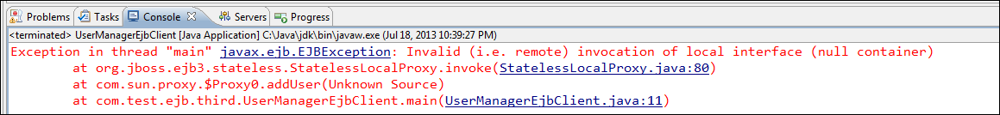 Problems Tasks Console Servers Progress
<terminated> UserManagerEjbClient [Java Application] C:\Java\jdk\bin\javaw.exe (Jul 18, 2013 10:39:27 PM)
Exception in thread "main" javax.ejb.EJBException: Invalid (i.e. remote) invocation of local interface (null container)
at org.jboss.ejb3.stateless.StatelessLocalProxy.invoke(StatelessLocalProxy.java:80)
at com.sun.proxy.$Proxy0.addUser(Unknown Source)
at com.test.ejb.third.UserManagerEjbClient.main(UserManagerEjbClient.java:11)